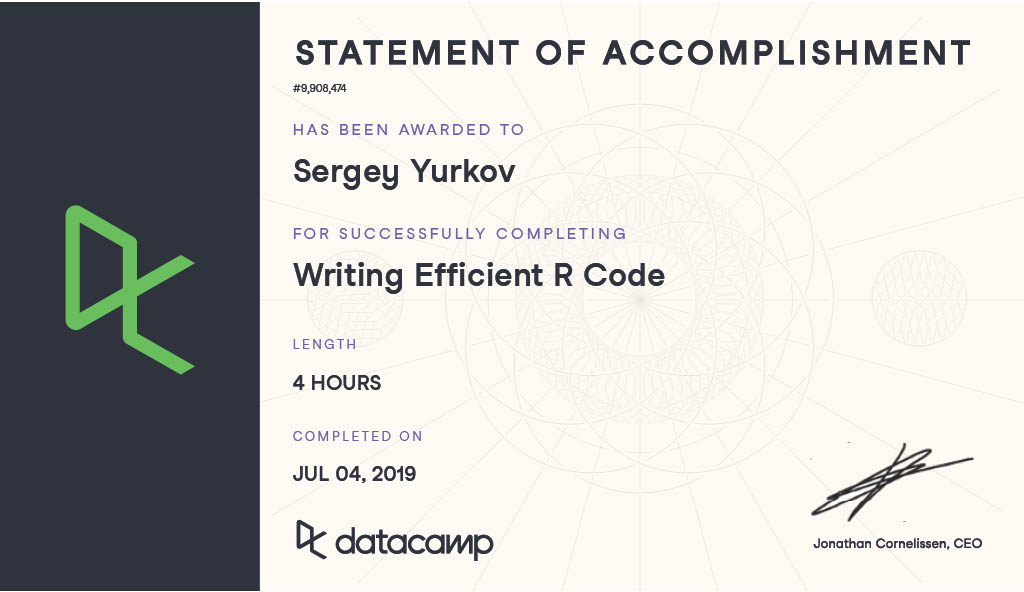 STATEMENT OF ACCOMPLISHMENT
#9,908,474
HAS BEEN AWARDED TO
Sergey Yurkov
FOR SUCCESSFULLY COMPLETING
Writing Efficient R Code
LENGTH
4 HOURS
COMPLETED ON
JUL 04, 2019
datacamp
Jonathan Cornelissen, CEO